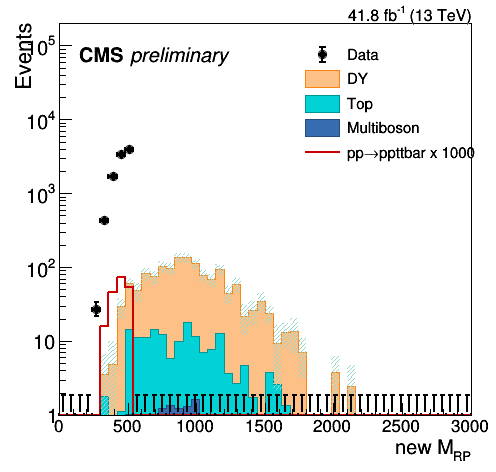 41.8 fb⁻¹ (13 TeV)
Events
CMS preliminary
Data
DY
Top
Multiboson
pp→ppttbar x 1000
10⁵
10⁴
10³
10²
10
1
0 500 1000 1500 2000 2500 3000
new M_RP